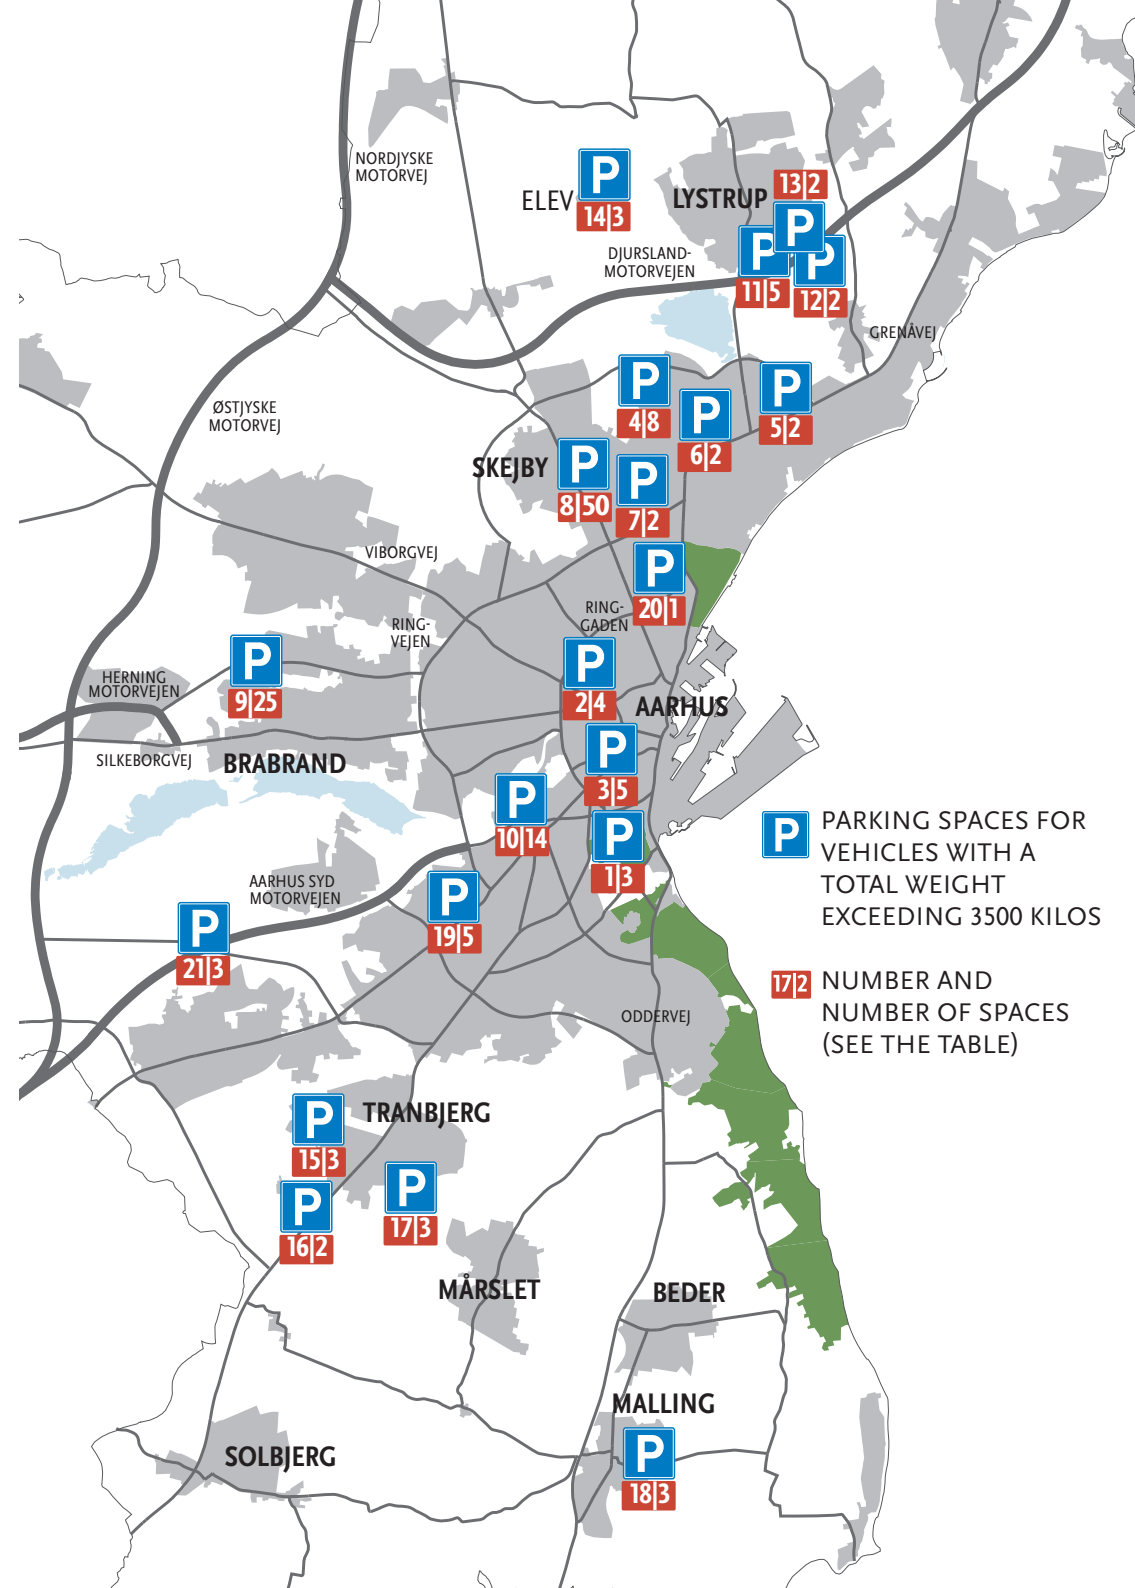 NORDJYSKE
MOTORVEJ
P
ELEV
14|3
LYSTRUP
13|2
P
P
P
11|5
12|2
DJURSLAND-
MOTORVEJEN
GRENÅVEJ
ØSTJYSKE
MOTORVEJ
P
4|8
P
5|2
P
6|2
SKEJBY
P
8|50
P
7|2
VIBORGVEJ
P
20|1
RING-
GADEN
RING-
VEJEN
P
9|25
HERNING
MOTORVEJEN
P
2|4
AARHUS
SILKEBORGVEJ
BRABRAND
P
3|5
P
10|14
P
1|3
P
PARKING SPACES FOR
VEHICLES WITH A
TOTAL WEIGHT
EXCEEDING 3500 KILOS
AARHUS SYD
MOTORVEJEN
P
19|5
P
21|3
17|2
NUMBER AND
NUMBER OF SPACES
(SEE THE TABLE)
ODDERVEJ
P
15|3
TRANBJERG
P
16|2
P
17|3
MÅRSLET
BEDER
MALLING
P
18|3
SOLBJERG